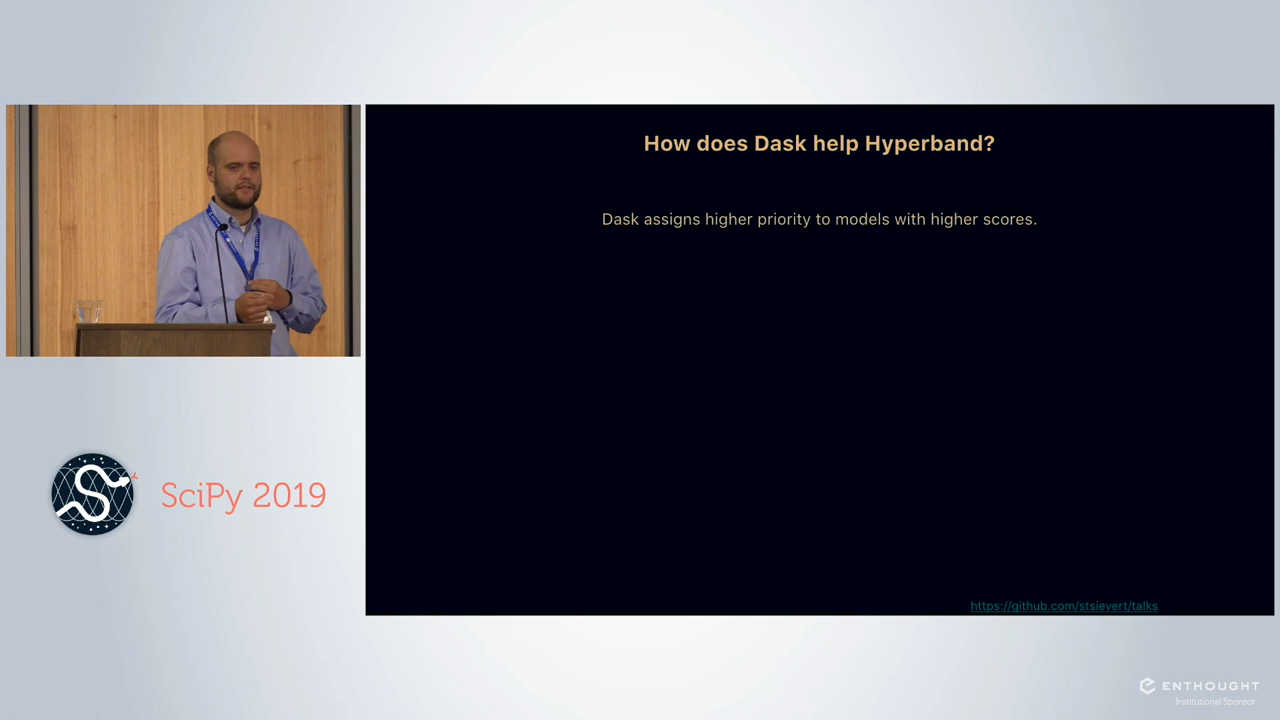 How does Dask help Hyperband?
Dask assigns higher priority to models with higher scores.
SciPy 2019
https://github.com/stsievert/talks
ENTHOUGHT
Institutional Sponsor